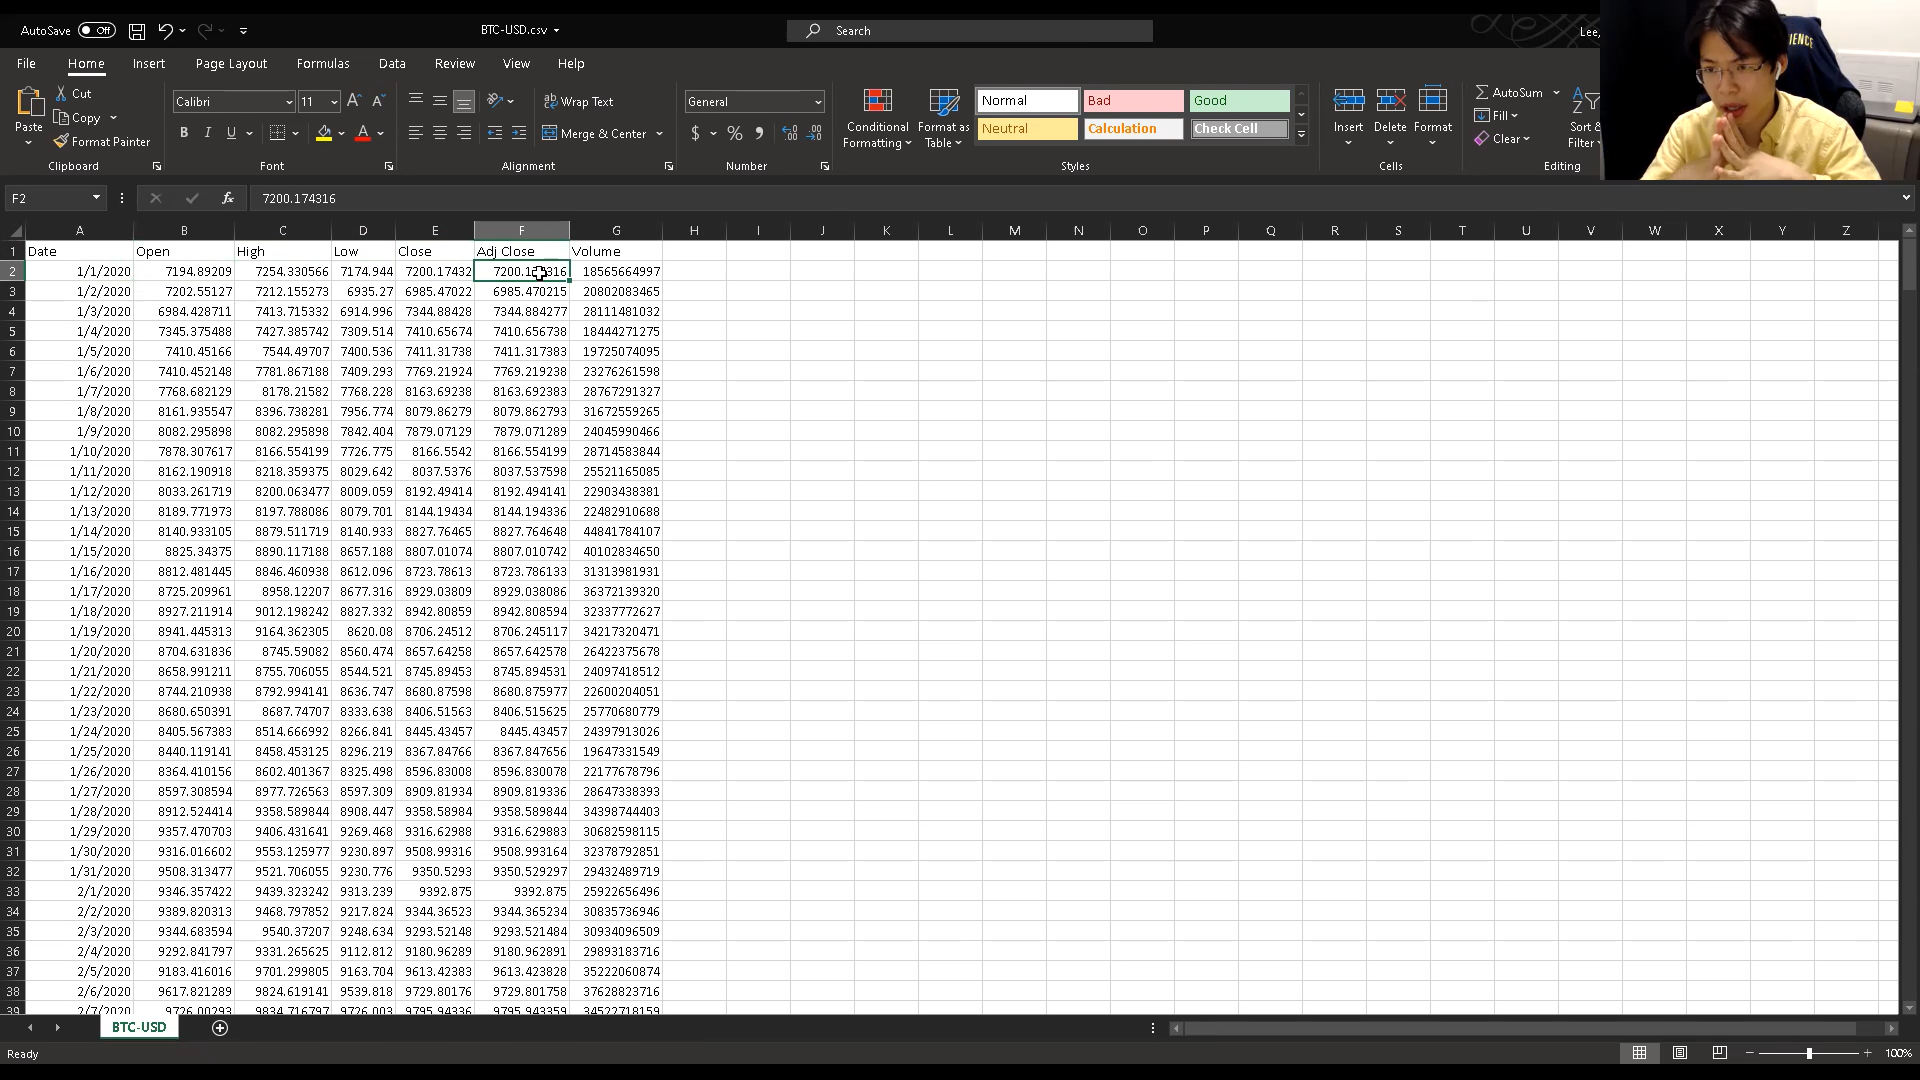 AutoSave Off BTC-USD.csv Search Lee,
File Home Insert Page Layout Formulas Data Review View Help
IENCE
Paste Cut Copy Format Painter
Calibri 11
B I U
Wrap Text
Merge & Center
General
$ %
Conditional Formatting Format as Table
Normal Bad Good
Neutral Calculation Check Cell
Insert Delete Format
AutoSum Fill Clear
Sort & Filter
Clipboard Font Alignment Number Styles Cells Editing
F2 fx 7200.174316
A B C D E F G H I J K L M N O P Q R S T U V W X Y Z
1 Date Open High Low Close Adj Close Volume
2 1/1/2020 7194.89209 7254.330566 7174.944 7200.17432 18565664997
3 1/2/2020 7202.55127 7212.155273 6935.27 6985.47022 6985.470215 20802083465
4 1/3/2020 6984.428711 7413.715332 6914.996 7344.88428 7344.884277 28111481032
5 1/4/2020 7345.375488 7427.385742 7309.514 7410.65674 7410.656738 18444271275
6 1/5/2020 7410.45166 7544.49707 7400.536 7411.31738 7411.317383 19725074095
7 1/6/2020 7410.452148 7781.867188 7409.293 7769.21924 7769.219238 23276261598
8 1/7/2020 7768.682129 8178.21582 7768.228 8163.69238 8163.692383 28767291327
9 1/8/2020 8161.935547 8396.738281 7956.774 8079.86279 8079.862793 31672559265
10 1/9/2020 8082.295898 8082.295898 7842.404 7879.07129 7879.071289 24045990466
11 1/10/2020 7878.307617 8166.554199 7726.775 8166.5542 8166.554199 28714583844
12 1/11/2020 8162.190918 8218.359375 8029.642 8037.5376 8037.537598 25521165085
13 1/12/2020 8033.261719 8200.063477 8009.059 8192.49414 8192.494141 22903438381
14 1/13/2020 8189.771973 8197.788086 8079.701 8144.19434 8144.194336 22482910688
15 1/14/2020 8140.933105 8879.511719 8140.933 8827.76465 8827.764648 44841784107
16 1/15/2020 8825.34375 8890.117188 8657.188 8807.01074 8807.010742 40102834650
17 1/16/2020 8812.481445 8846.460938 8612.096 8723.78613 8723.786133 31313981931
18 1/17/2020 8725.209961 8958.12207 8677.316 8929.03809 8929.038086 36372139320
19 1/18/2020 8927.211914 9012.198242 8827.332 8942.80859 8942.808594 32337772627
20 1/19/2020 8941.445313 9164.362305 8620.08 8706.24512 8706.245117 34217320471
21 1/20/2020 8704.631836 8745.59082 8560.474 8657.64258 8657.642578 26422375678
22 1/21/2020 8658.991211 8755.706055 8544.521 8745.89453 8745.894531 24097418512
23 1/22/2020 8744.210938 8792.994141 8636.747 8680.87598 8680.875977 22600204051
24 1/23/2020 8680.650391 8687.74707 8333.638 8406.51563 8406.515625 25770680779
25 1/24/2020 8405.567383 8514.666992 8266.841 8445.43457 8445.43457 24397913026
26 1/25/2020 8440.119141 8458.453125 8296.219 8367.84766 8367.847656 19647331549
27 1/26/2020 8364.410156 8602.401367 8325.498 8596.83008 8596.830078 22177678796
28 1/27/2020 8597.308594 8977.726563 8597.309 8909.81934 8909.819336 28647338393
29 1/28/2020 8912.524414 9358.589844 8908.447 9358.58984 9358.589844 34398744403
30 1/29/2020 9357.470703 9406.431641 9269.468 9316.62988 9316.629883 30682598115
31 1/30/2020 9316.016602 9553.125977 9230.897 9508.99316 9508.993164 32378792851
32 1/31/2020 9508.313477 9521.706055 9230.776 9350.5293 9350.529297 29432489719
33 2/1/2020 9346.357422 9439.323242 9313.239 9392.875 9392.875 25922656496
34 2/2/2020 9389.820313 9468.797852 9217.824 9344.36523 9344.365234 30835736946
35 2/3/2020 9344.683594 9540.37207 9248.634 9293.52148 9293.521484 30934096509
36 2/4/2020 9292.841797 9331.265625 9112.812 9180.96289 9180.962891 29893183716
37 2/5/2020 9183.416016 9701.299805 9163.704 9613.42383 9613.423828 35222060874
38 2/6/2020 9617.821289 9824.619141 9539.818 9729.80176 9729.801758 37628823716
39 2/7/2020 9726.00293 9834.716797 9726.003 9795.94336 9795.943359 34522718159
BTC-USD
Ready 100%